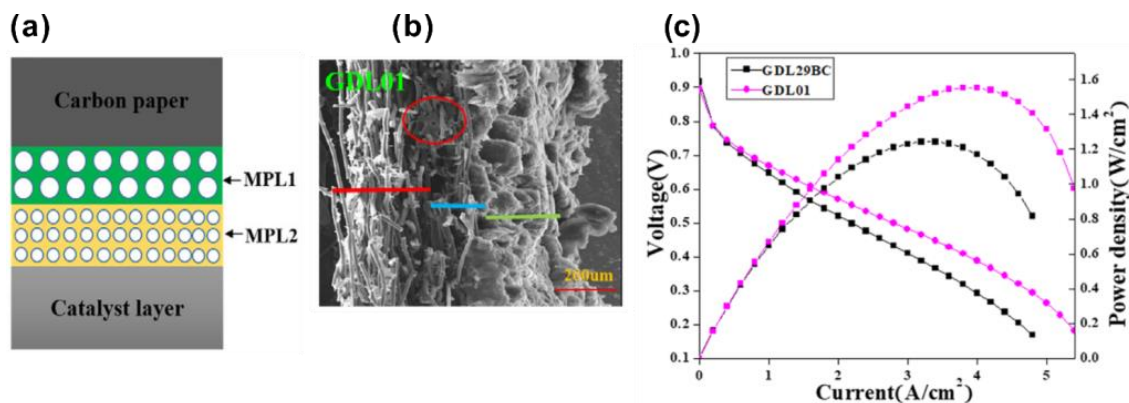 (a)
Carbon paper
MPL1
MPL2
Catalyst layer
(b)
GDL01
200um
(c)
GDL29BC
GDL01
Voltage(V)
1.0
0.9
0.8
0.7
0.6
0.5
0.4
0.3
0.2
0.1
0
1
2
3
4
5
Current(A/cm²)
1.6
1.4
1.2
1.0
0.8
0.6
0.4
0.2
0.0
Power density(W/cm²)